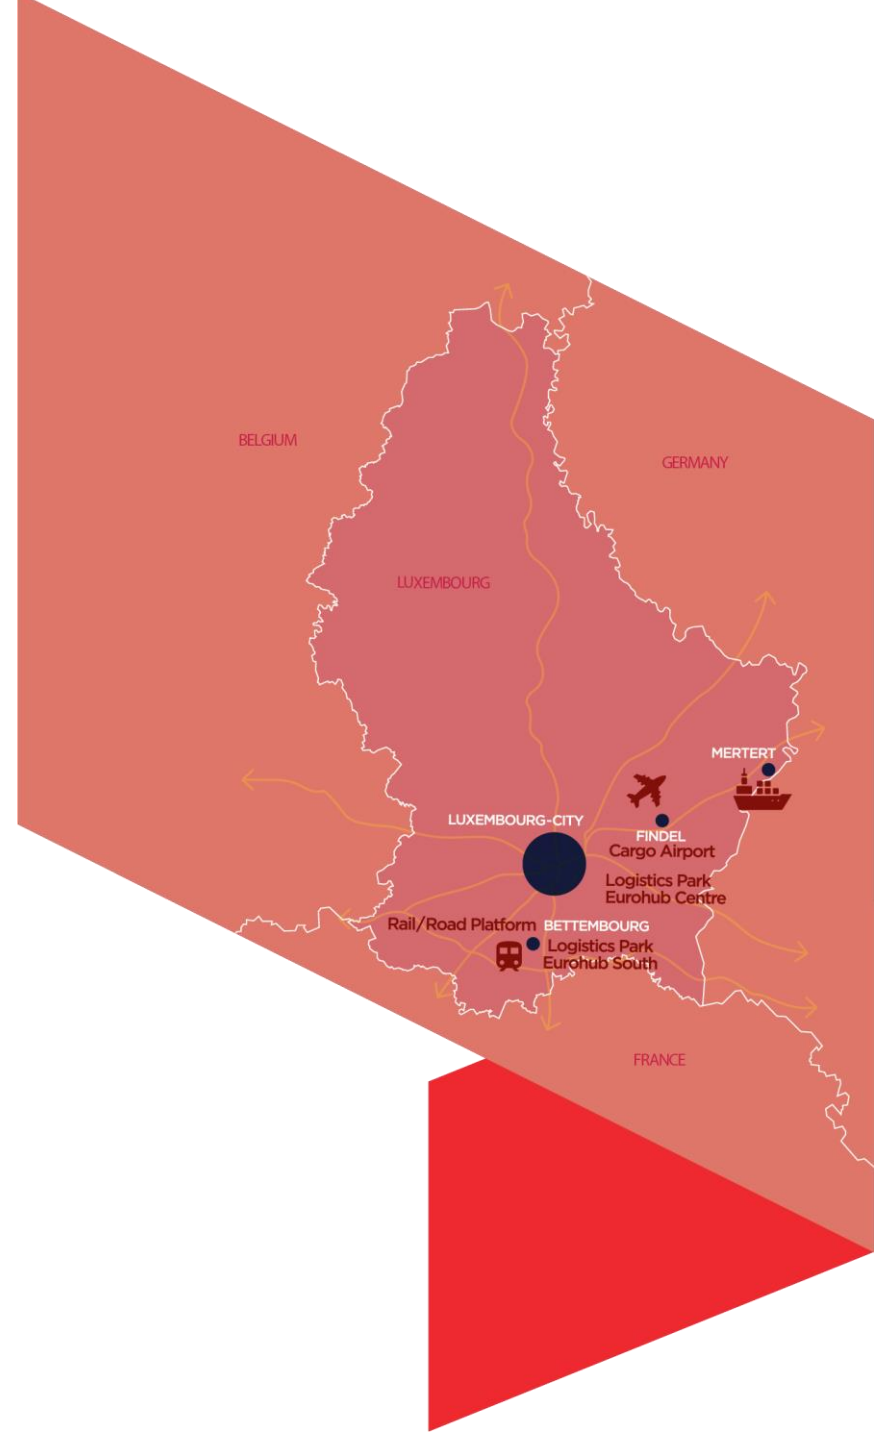 BELGIUM
GERMANY
LUXEMBOURG
MERTERT
LUXEMBOURG-CITY
FINDEL
Cargo Airport
Logistics Park
Eurohub Centre
Rail/Road Platform
BETTEMBOURG
Logistics Park
Eurohub South
FRANCE